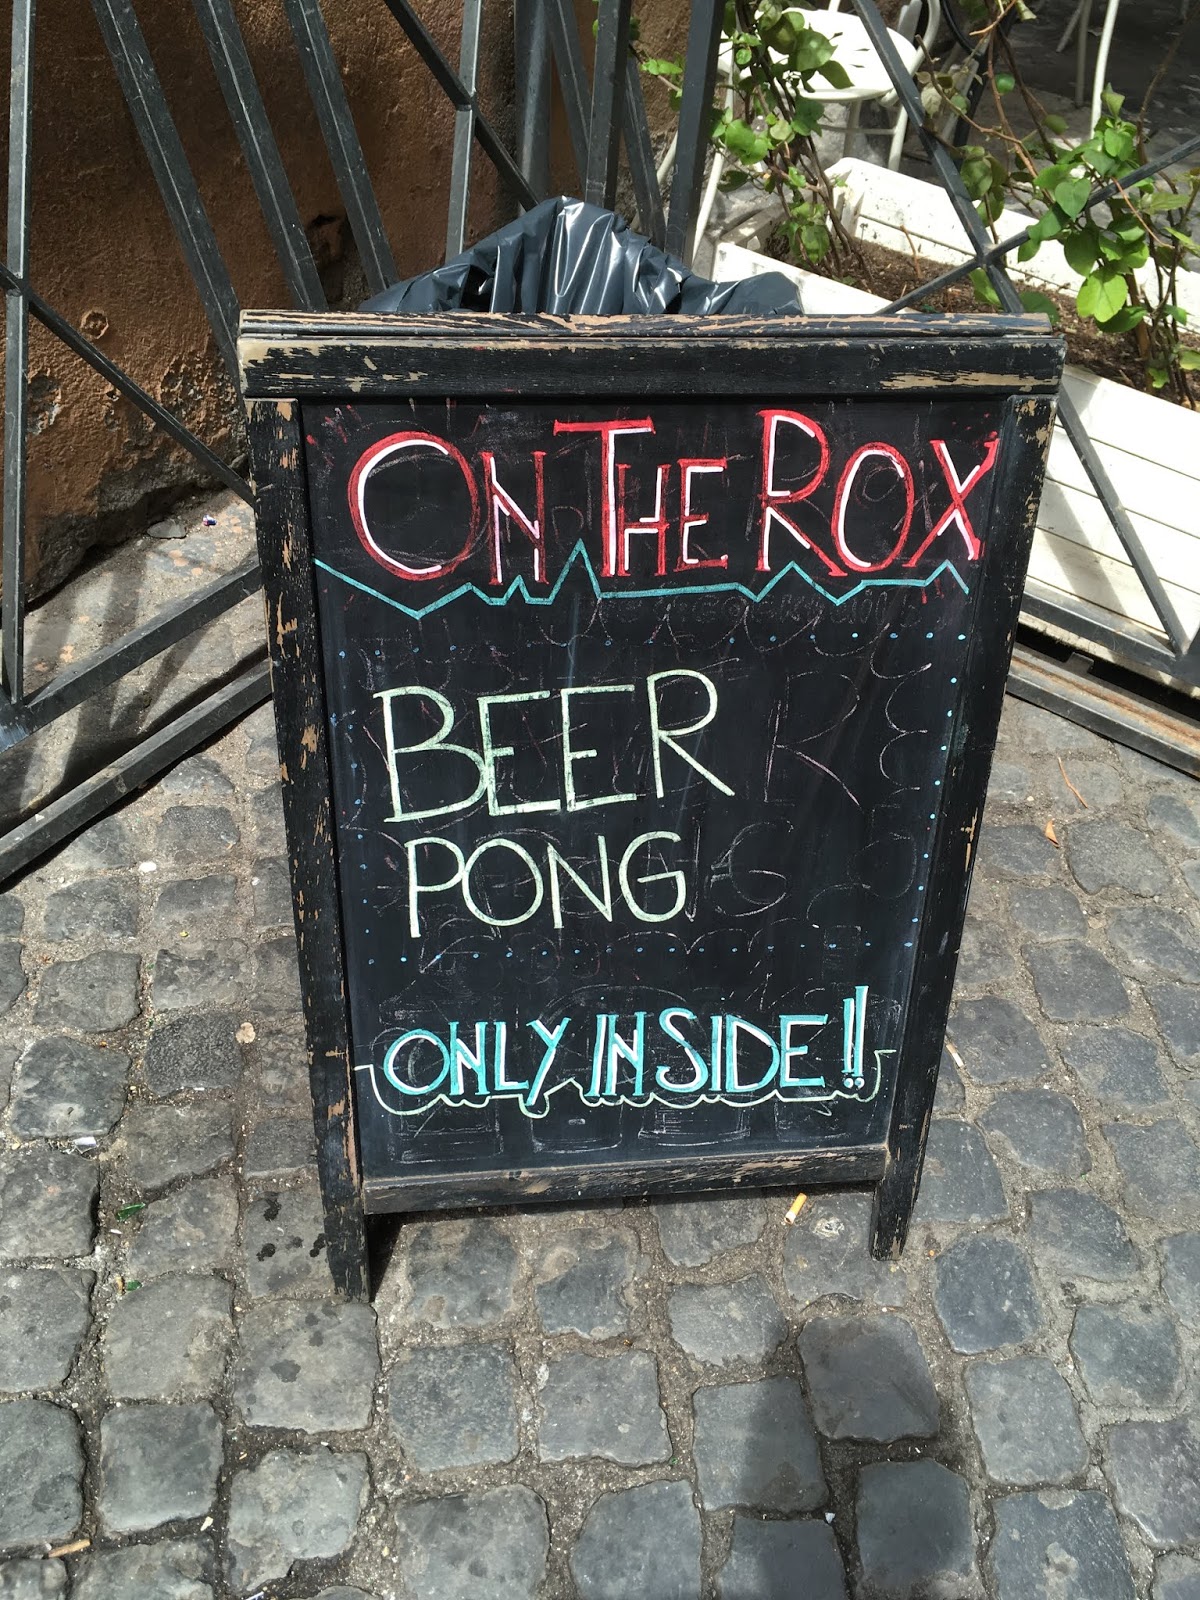 ON THE ROX
BEER
PONG
ONLY INSIDE!!